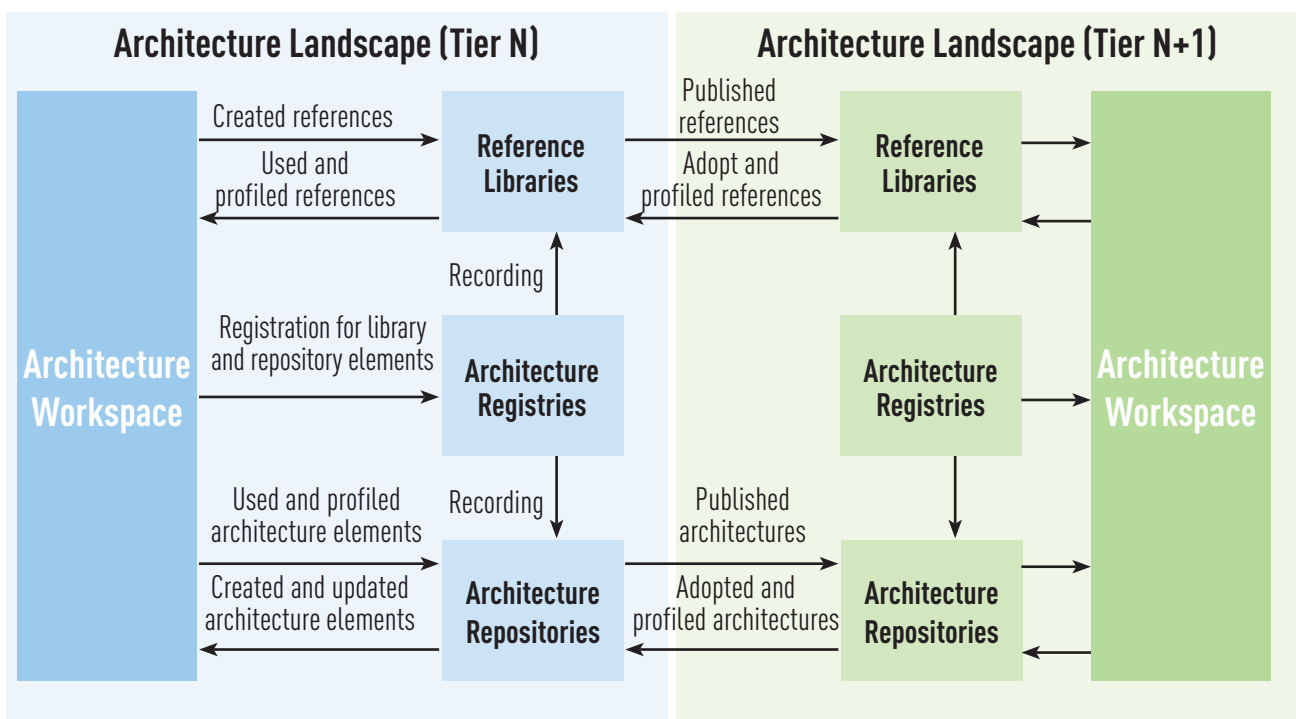 Architecture Landscape (Tier N)
Architecture Landscape (Tier N+1)
Created references
Used and
profiled references
Reference
Libraries
Published
references
Adopt and
profiled references
Reference
Libraries
Recording
Architecture
Workspace
Registration for library
and repository elements
Architecture
Registries
Architecture
Registries
Architecture
Workspace
Recording
Used and profiled
architecture elements
Created and updated
architecture elements
Architecture
Repositories
Published
architectures
Adopted and
profiled architectures
Architecture
Repositories